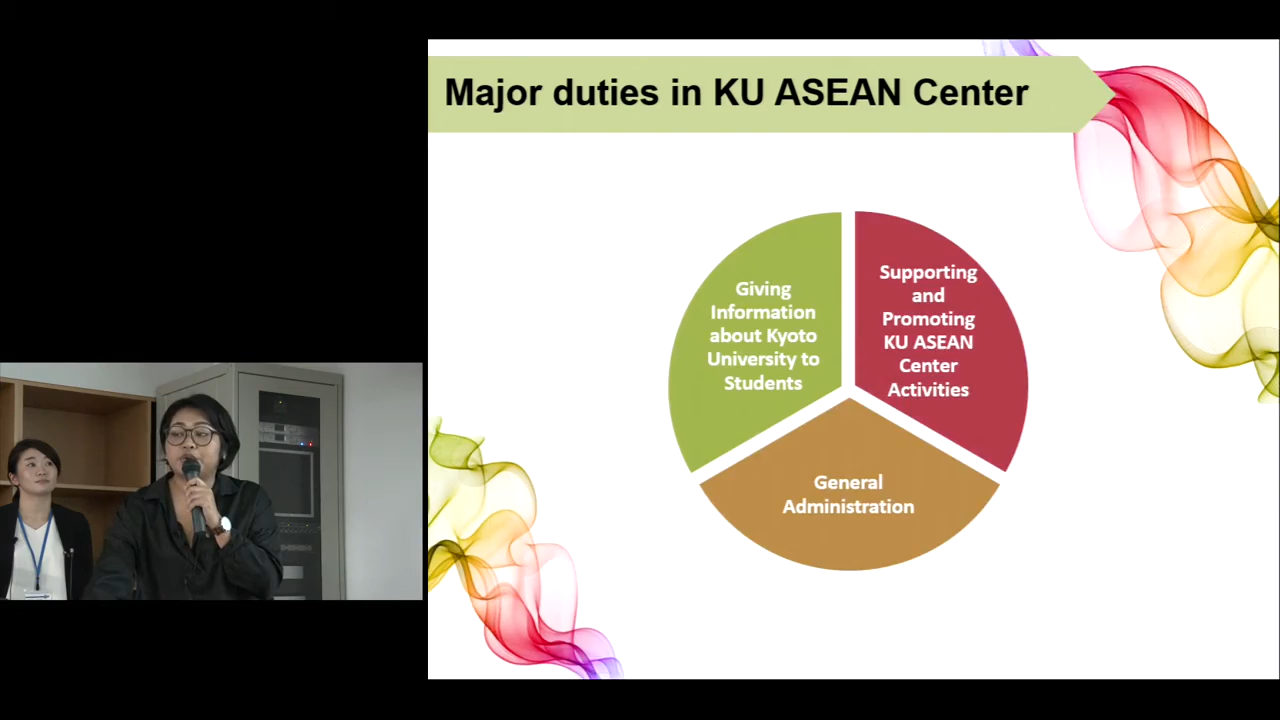 Major duties in KU ASEAN Center
Giving
Information
about Kyoto
University to
Students
Supporting
and
Promoting
KU ASEAN
Center
Activities
General
Administration